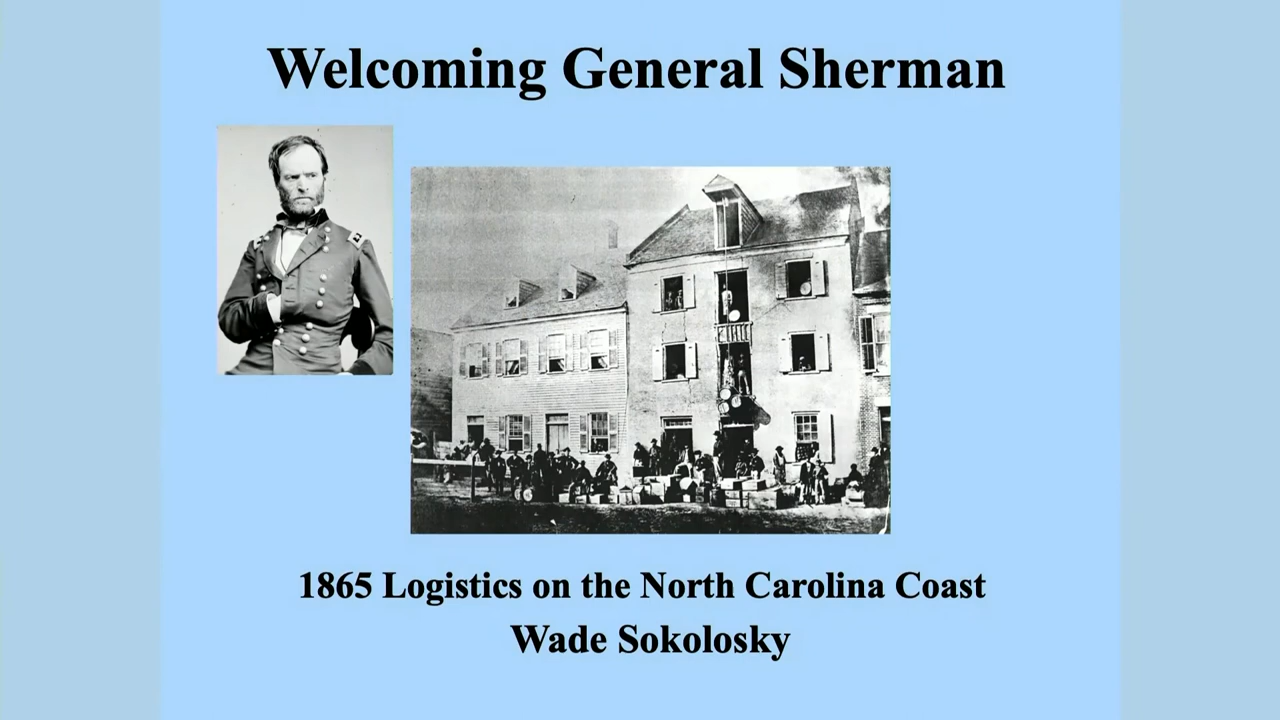 Welcoming General Sherman
1865 Logistics on the North Carolina Coast
Wade Sokolosky